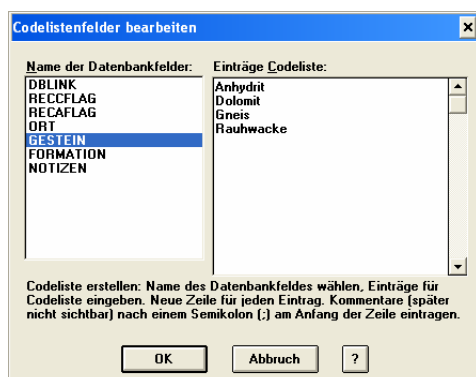 Codelistenfelder bearbeiten
Name der Datenbankfelder:
DBLINK
RECCFLAG
RECAFLAG
ORT
GESTEIN
FORMATION
NOTIZEN
Einträge Codeliste:
Anhydrit
Dolomit
Gneis
Rauhwacke
Codeliste erstellen: Name des Datenbankfeldes wählen, Einträge für
Codeliste eingeben. Neue Zeile für jeden Eintrag. Kommentare (später
nicht sichtbar) nach einem Semikolon (;) am Anfang der Zeile eintragen.
OK
Abbruch
?